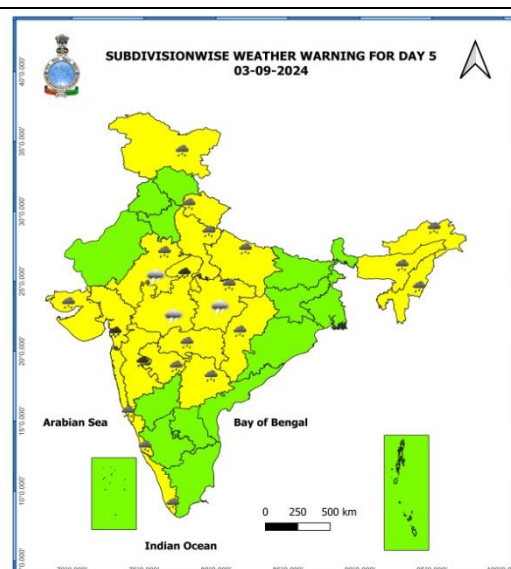 SUBDIVISIONWISE WEATHER WARNING FOR DAY 5
03-09-2024
40°0.000'
35°0.000'
30°0.000'
25°0.000'
20°0.000'
15°0.000'
10°0.000'
Arabian Sea
Bay of Bengal
0 250 500 km
Indian Ocean